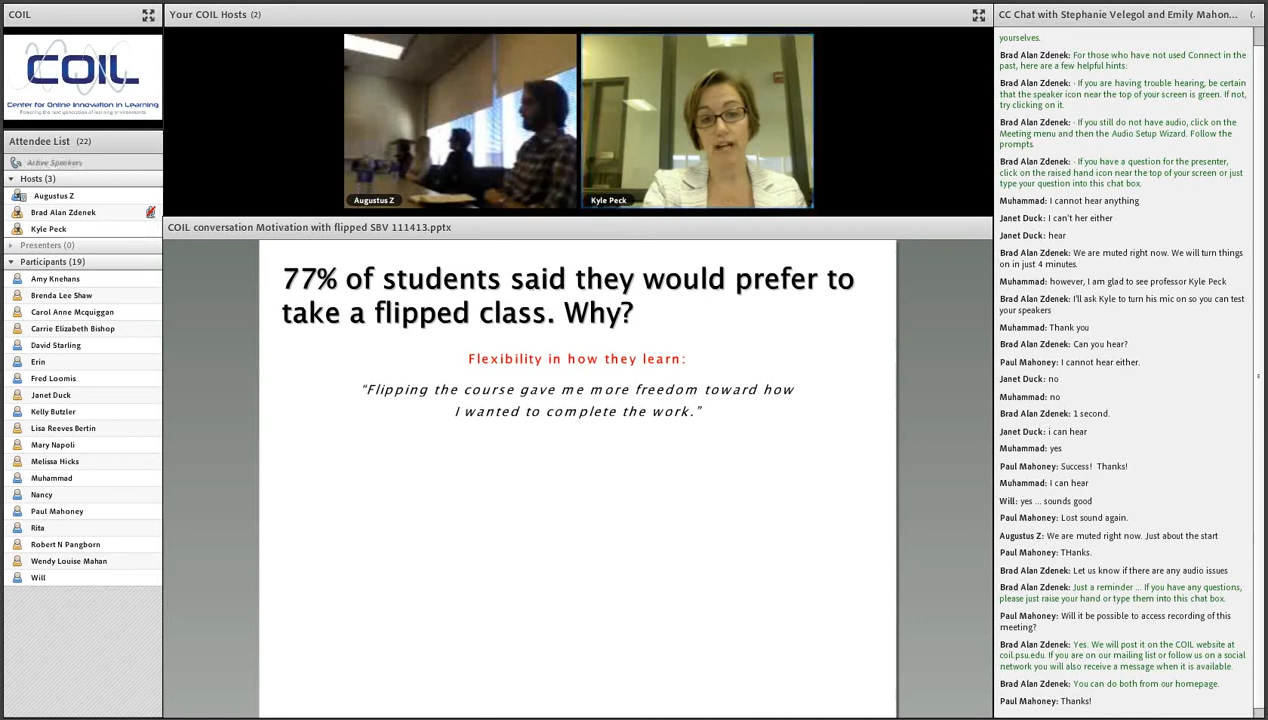 COIL
COIL
Center for Online Innovation in Learning
Powering the next generation of learning environments
Attendee List (22)
Active Speakers
Hosts (3)
Augustus Z
Brad Alan Zdenek
Kyle Peck
Presenters (0)
Participants (19)
Amy Knehans
Brenda Lee Shaw
Carol Anne Mcquiggan
Carrie Elizabeth Bishop
David Starling
Erin
Fred Loomis
Janet Duck
Kelly Butzler
Lisa Reeves Bertin
Mary Napoli
Melissa Hicks
Muhammad
Nancy
Paul Mahoney
Rita
Robert N Pangborn
Wendy Louise Mahan
Will
Your COIL Hosts (2)
Augustus Z
Kyle Peck
COIL conversation Motivation with flipped SBV 111413.pptx
77% of students said they would prefer to
take a flipped class. Why?
Flexibility in how they learn:
“Flipping the course gave me more freedom toward how
I wanted to complete the work.”
CC Chat with Stephanie Velegol and Emily Mahon...
yourselves.
Brad Alan Zdenek: For those who have not used Connect in the
past, here are a few helpful hints:
Brad Alan Zdenek: · If you are having trouble hearing, be certain
that the speaker icon near the top of your screen is green. If not,
try clicking on it.
Brad Alan Zdenek: · If you still do not have audio, click on the
Meeting menu and then the Audio Setup Wizard. Follow the
prompts.
Brad Alan Zdenek: · If you have a question for the presenter,
click on the raised hand icon near the top of your screen or just
type your question into this chat box.
Muhammad: I cannot hear anything
Janet Duck: I can't her either
Janet Duck: hear
Brad Alan Zdenek: We are muted right now. We will turn things
on in just 4 minutes.
Muhammad: however, I am glad to see professor Kyle Peck
Brad Alan Zdenek: I'll ask Kyle to turn his mic on so you can test
your speakers
Muhammad: Thank you
Brad Alan Zdenek: Can you hear?
Paul Mahoney: I cannot hear either.
Janet Duck: no
Muhammad: no
Brad Alan Zdenek: 1 second.
Janet Duck: i can hear
Muhammad: yes
Paul Mahoney: Success! Thanks!
Muhammad: I can hear
Will: yes ... sounds good
Paul Mahoney: Lost sound again.
Augustus Z: We are muted right now. Just about the start
Paul Mahoney: THanks.
Brad Alan Zdenek: Let us know if there are any audio issues
Brad Alan Zdenek: Just a reminder ... If you have any questions,
please just raise your hand or type them into this chat box.
Paul Mahoney: Will it be possible to access recording of this
meeting?
Brad Alan Zdenek: Yes. We will post it on the COIL website at
coil.psu.edu. If you are on our mailing list or follow us on a social
network you will also receive a message when it is available.
Brad Alan Zdenek: You can do both from our homepage.
Paul Mahoney: Thanks!